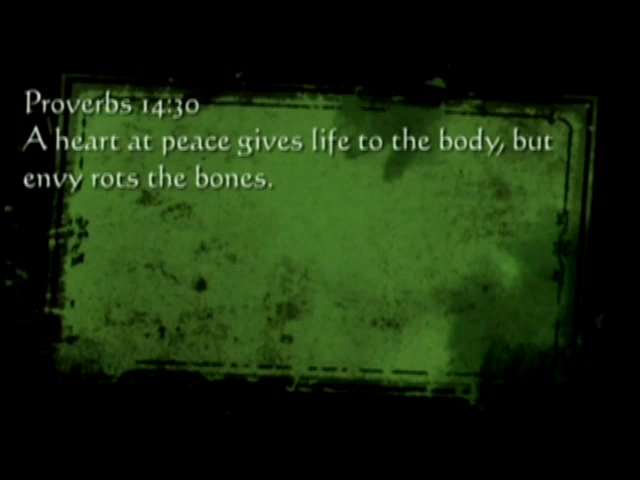 Proverbs 14:30
A heart at peace gives life to the body, but
envy rots the bones.